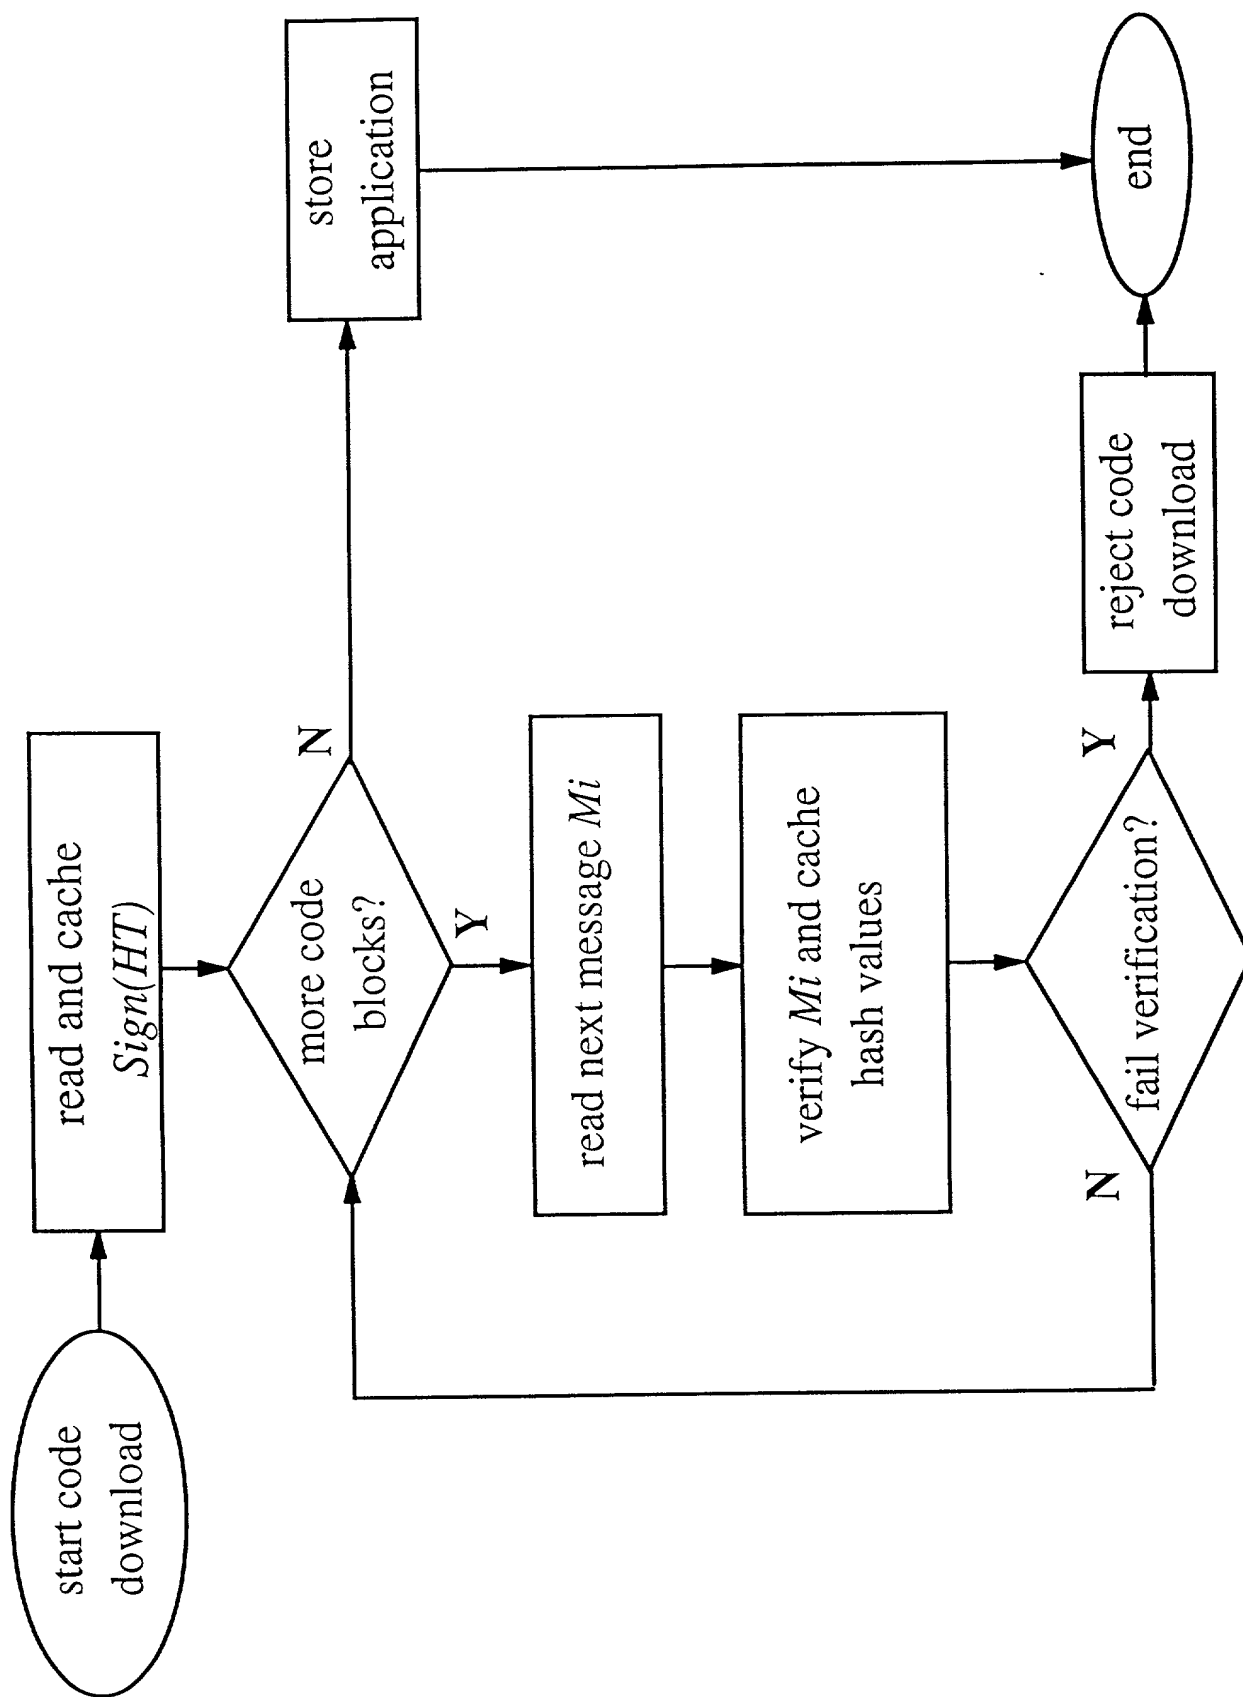 start code
download
read and cache
Sign(HT)
more code
blocks?
N
Y
store
application
read next message Mi
verify Mi and cache
hash values
fail verification?
N
Y
reject code
download
end